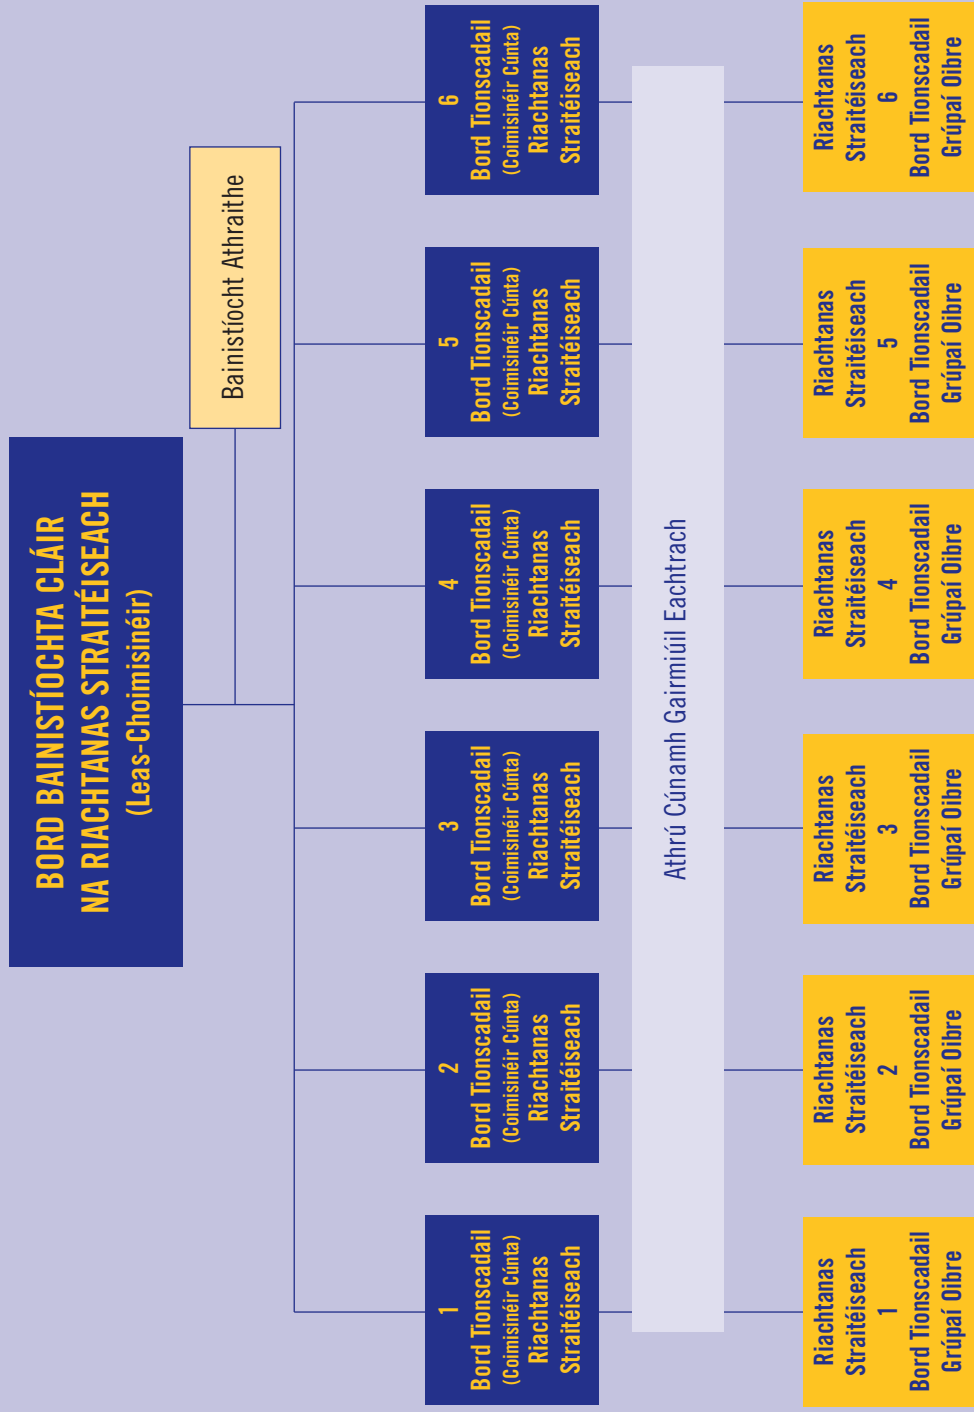 BORD BAINISTÍOCHTA CLÁIR
NA RIACHTANAS STRAITÉISEACH
(Leas-Choimisinéir)
Bainistíocht Athraithe
1
Bord Tionscadail
(Coimisinéir Cúnta)
Riachtanas
Straitéiseach
2
Bord Tionscadail
(Coimisinéir Cúnta)
Riachtanas
Straitéiseach
3
Bord Tionscadail
(Coimisinéir Cúnta)
Riachtanas
Straitéiseach
4
Bord Tionscadail
(Coimisinéir Cúnta)
Riachtanas
Straitéiseach
5
Bord Tionscadail
(Coimisinéir Cúnta)
Riachtanas
Straitéiseach
6
Bord Tionscadail
(Coimisinéir Cúnta)
Riachtanas
Straitéiseach
Athrú Cúnamh Gairmiúil Eachtrach
Riachtanas
Straitéiseach
1
Bord Tionscadail
Grúpaí Oibre
Riachtanas
Straitéiseach
2
Bord Tionscadail
Grúpaí Oibre
Riachtanas
Straitéiseach
3
Bord Tionscadail
Grúpaí Oibre
Riachtanas
Straitéiseach
4
Bord Tionscadail
Grúpaí Oibre
Riachtanas
Straitéiseach
5
Bord Tionscadail
Grúpaí Oibre
Riachtanas
Straitéiseach
6
Bord Tionscadail
Grúpaí Oibre